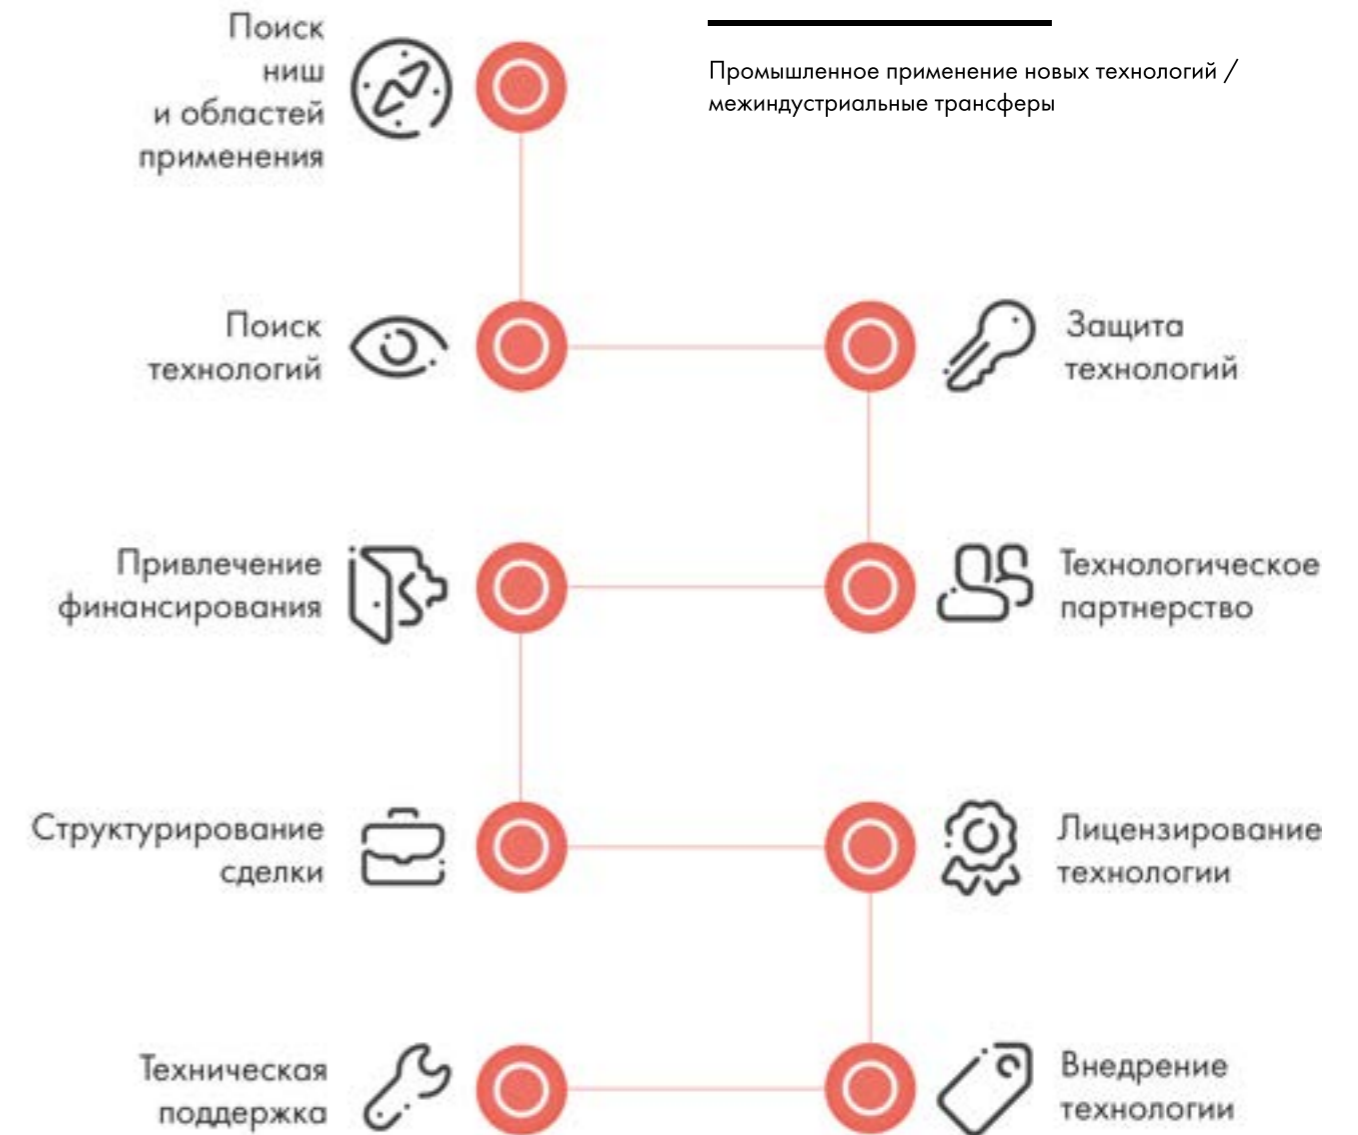 Поиск
ниш
и областей
применения
Промышленное применение новых технологий /
межиндустриальные трансферы
Поиск
технологий
Защита
технологий
Привлечение
финансирования
Технологическое
партнерство
Структурирование
сделки
Лицензирование
технологии
Техническая
поддержка
Внедрение
технологии